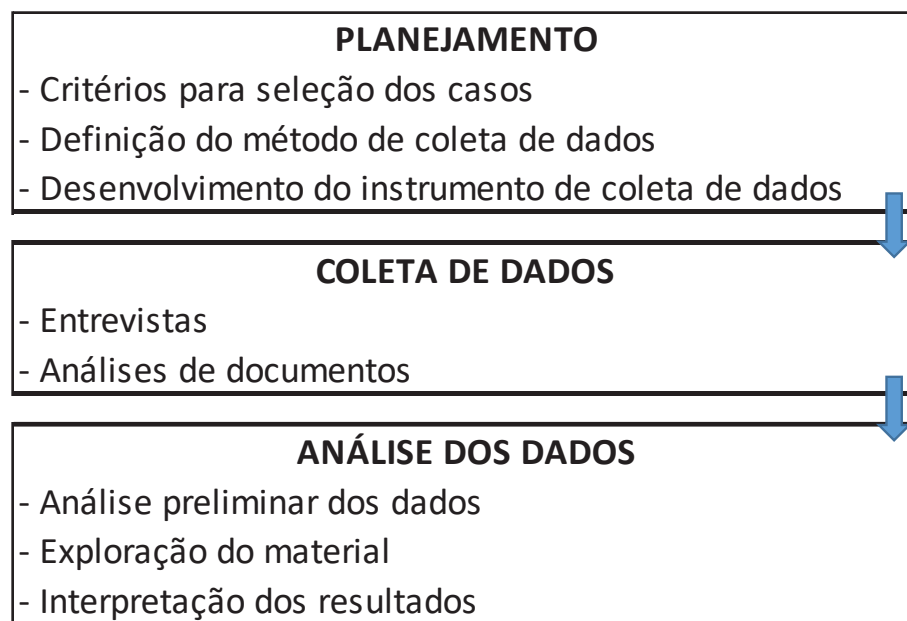 PLANEJAMENTO
- Critérios para seleção dos casos
- Definição do método de coleta de dados
- Desenvolvimento do instrumento de coleta de dados
COLETA DE DADOS
- Entrevistas
- Análises de documentos
ANÁLISE DOS DADOS
- Análise preliminar dos dados
- Exploração do material
- Interpretação dos resultados